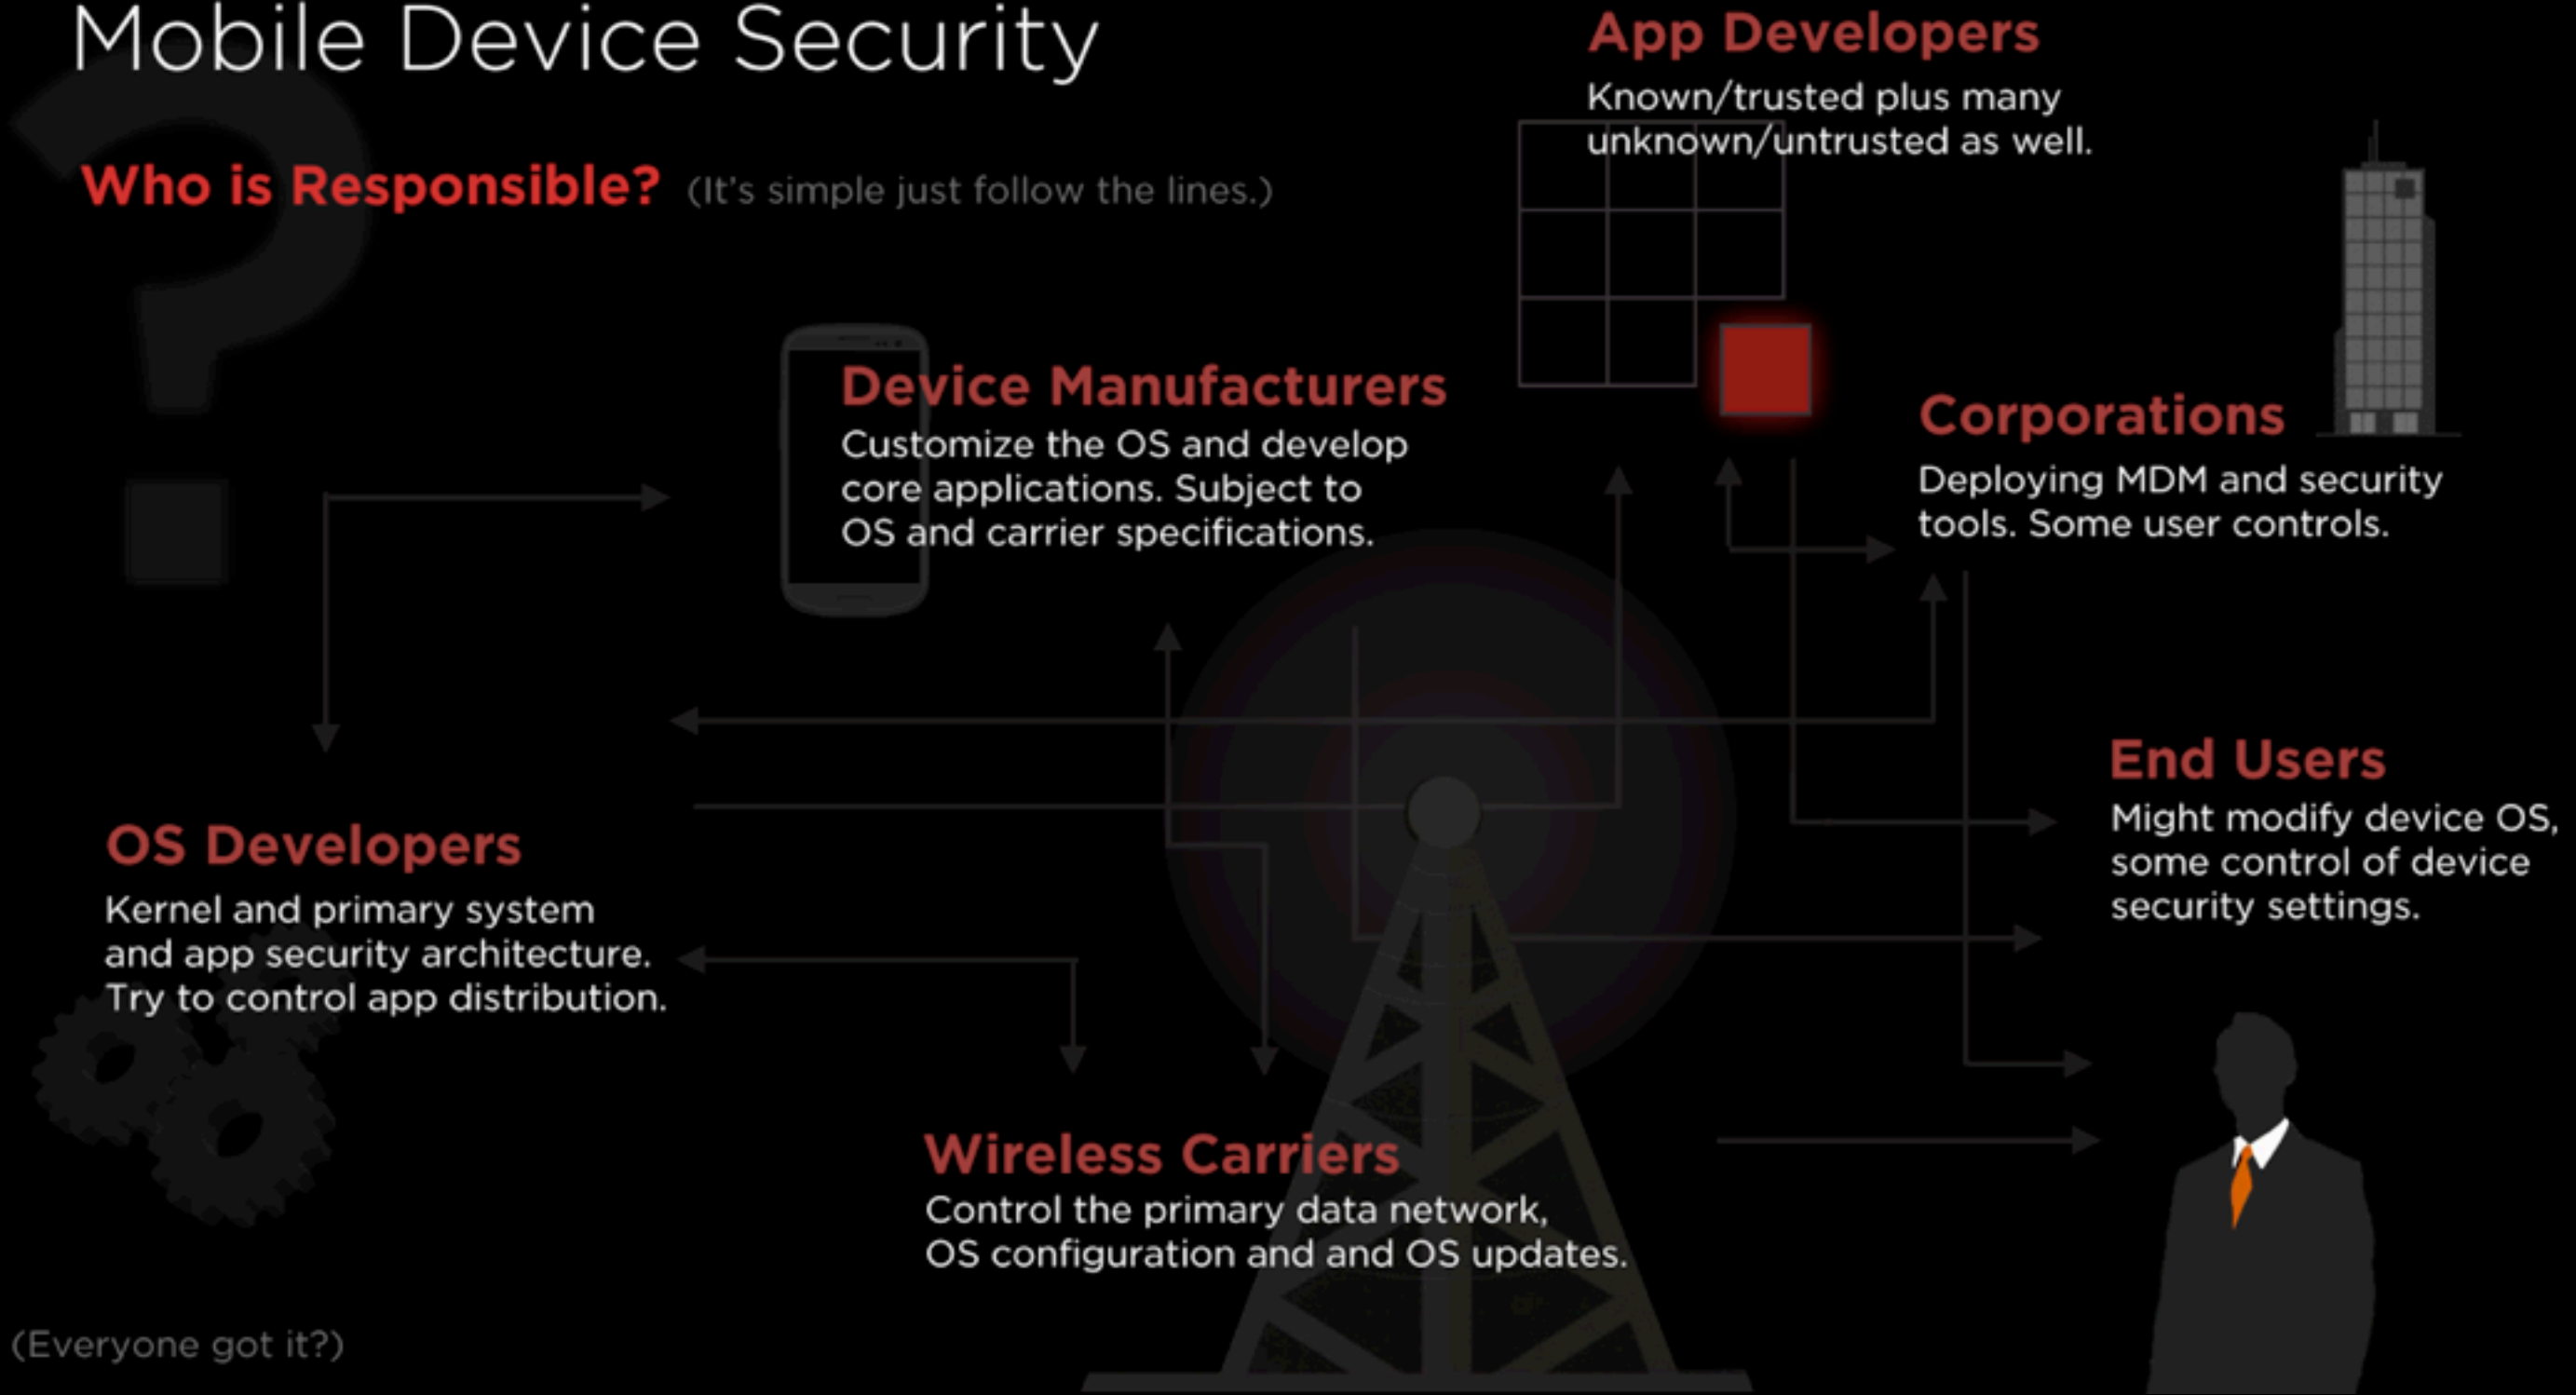 Mobile Device Security
Who is Responsible? (It's simple just follow the lines.)
App Developers
Known/trusted plus many
unknown/untrusted as well.
Device Manufacturers
Customize the OS and develop
core applications. Subject to
OS and carrier specifications.
Corporations
Deploying MDM and security
tools. Some user controls.
End Users
Might modify device OS,
some control of device
security settings.
OS Developers
Kernel and primary system
and app security architecture.
Try to control app distribution.
Wireless Carriers
Control the primary data network,
OS configuration and and OS updates.
(Everyone got it?)